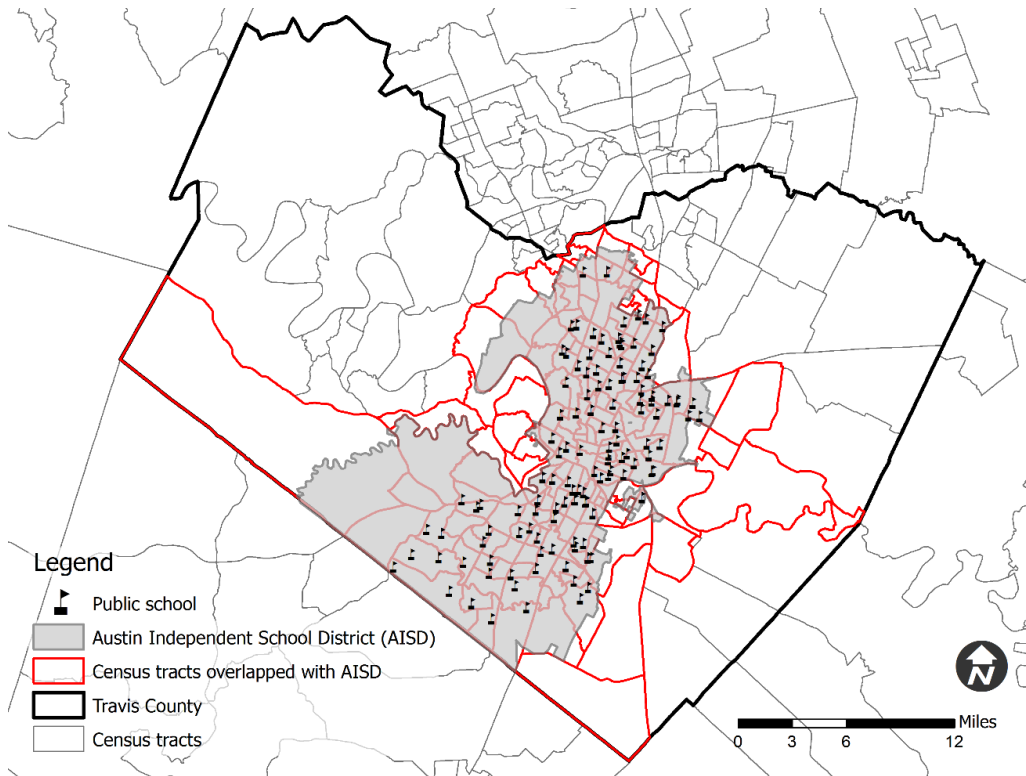 Legend
Public school
Austin Independent School District (AISD)
Census tracts overlapped with AISD
Travis County
Census tracts
N
Miles
0 3 6 12